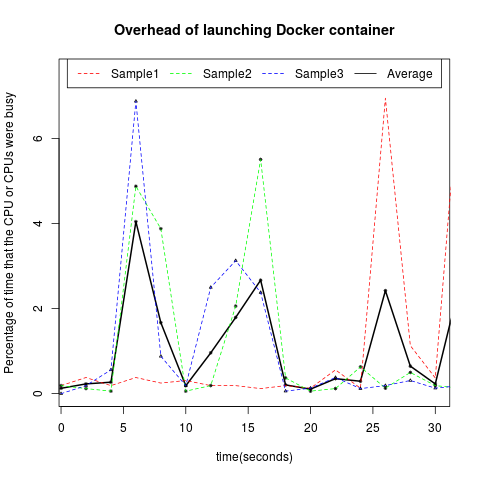 Overhead of launching Docker container
Sample1 Sample2 Sample3 Average
Percentage of time that the CPU or CPUs were busy
6
4
2
0
0 5 10 15 20 25 30
time(seconds)